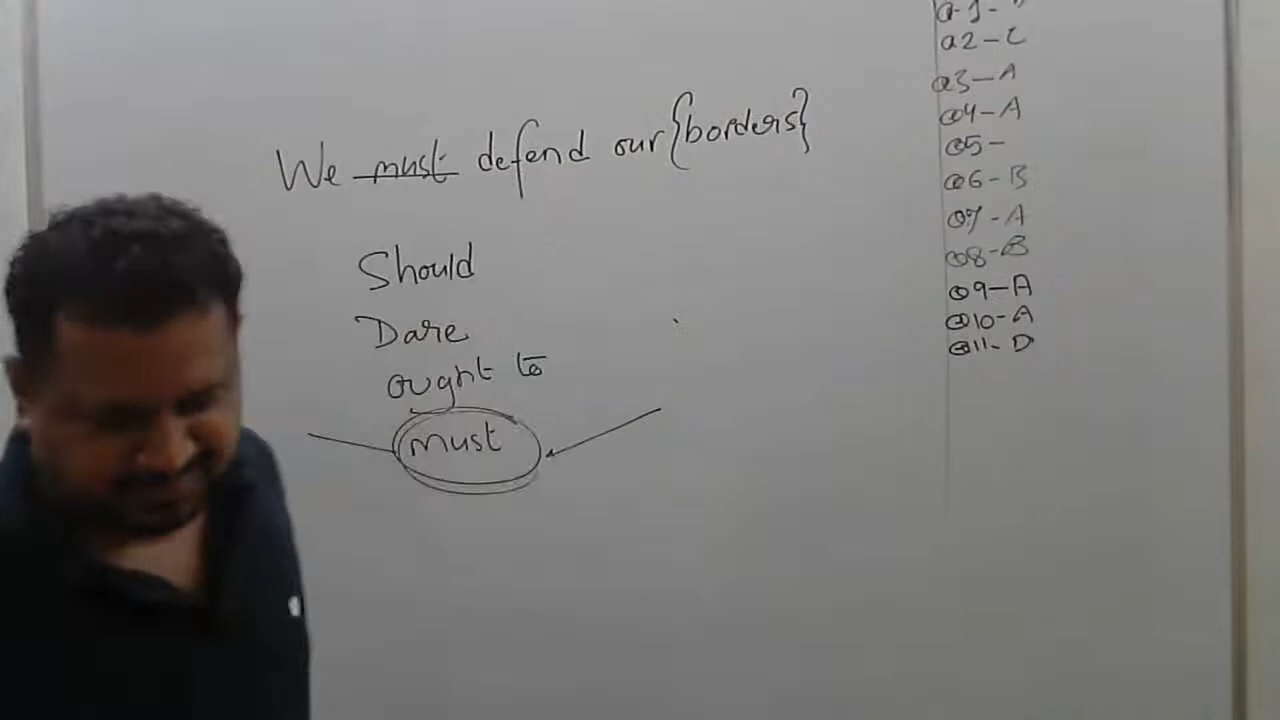 We must defend our {borders}
Should
Dare
ought to
must
a2-C
Q3-A
Q4-A
Q5-
Q6-B
Q7-A
Q8-B
Q9-A
Q10-A
Q11-D